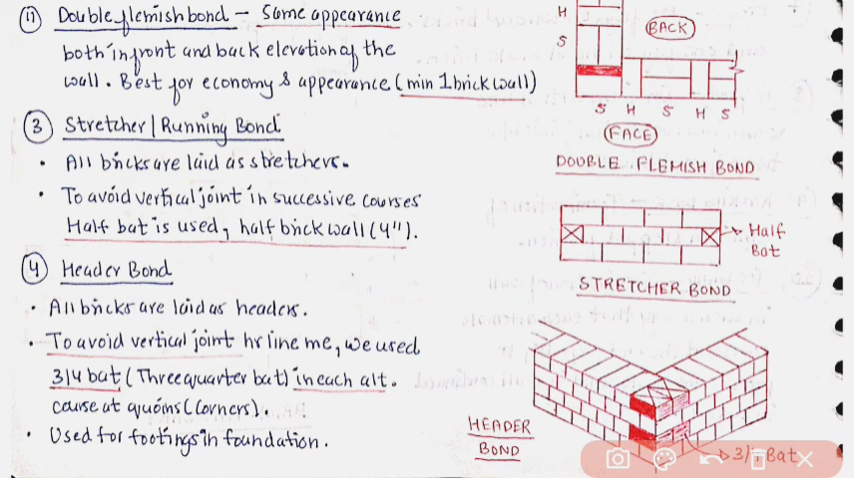 ii) Double flemish bond - Same appearance
both in front and back elevation of the
wall. Best for economy & appearance (min 1 brick wall)
3 Stretcher | Running Bond
• All bricks are laid as stretchers.
• To avoid vertical joint in successive courses
Half bat is used, half brick wall (4").
4 Header Bond
• All bricks are laid as headers.
• To avoid vertical joint hr line me, we used
3/4 bat (Three quarter bat) in each alt.
course at quoins (corners).
• Used for footings in foundation.
H
S
BACK
S H S H S
FACE
DOUBLE FLEMISH BOND
Half
Bat
STRETCHER BOND
HEADER
BOND
3/4 Bat